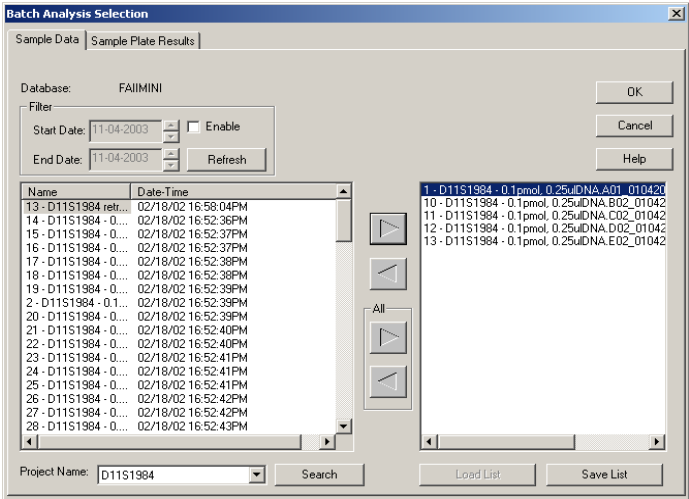 Batch Analysis Selection
Sample Data Sample Plate Results
Database: FAIIMINI
Filter
Start Date: 11-04-2003 Enable
End Date: 11-04-2003 Refresh
OK
Cancel
Help
Name Date-Time
13 - D11S1984 retr... 02/18/02 16:58:04PM
14 - D11S1984 - 0.... 02/18/02 16:52:36PM
15 - D11S1984 - 0.... 02/18/02 16:52:37PM
16 - D11S1984 - 0.... 02/18/02 16:52:37PM
17 - D11S1984 - 0.... 02/18/02 16:52:38PM
18 - D11S1984 - 0.... 02/18/02 16:52:38PM
19 - D11S1984 - 0.... 02/18/02 16:52:39PM
2 - D11S1984 - 0.1... 02/18/02 16:52:39PM
20 - D11S1984 - 0.... 02/18/02 16:52:39PM
21 - D11S1984 - 0.... 02/18/02 16:52:40PM
22 - D11S1984 - 0.... 02/18/02 16:52:40PM
23 - D11S1984 - 0.... 02/18/02 16:52:41PM
24 - D11S1984 - 0.... 02/18/02 16:52:41PM
25 - D11S1984 - 0.... 02/18/02 16:52:41PM
26 - D11S1984 - 0.... 02/18/02 16:52:42PM
27 - D11S1984 - 0.... 02/18/02 16:52:42PM
28 - D11S1984 - 0.... 02/18/02 16:52:43PM
All
1 - D11S1984 - 0.1pmol, 0.25ulDNA.A01_010420
10 - D11S1984 - 0.1pmol, 0.25ulDNA.B02_01042
11 - D11S1984 - 0.1pmol, 0.25ulDNA.C02_01042
12 - D11S1984 - 0.1pmol, 0.25ulDNA.D02_01042
13 - D11S1984 - 0.1pmol, 0.25ulDNA.E02_01042
Project Name: D11S1984 Search Load List Save List